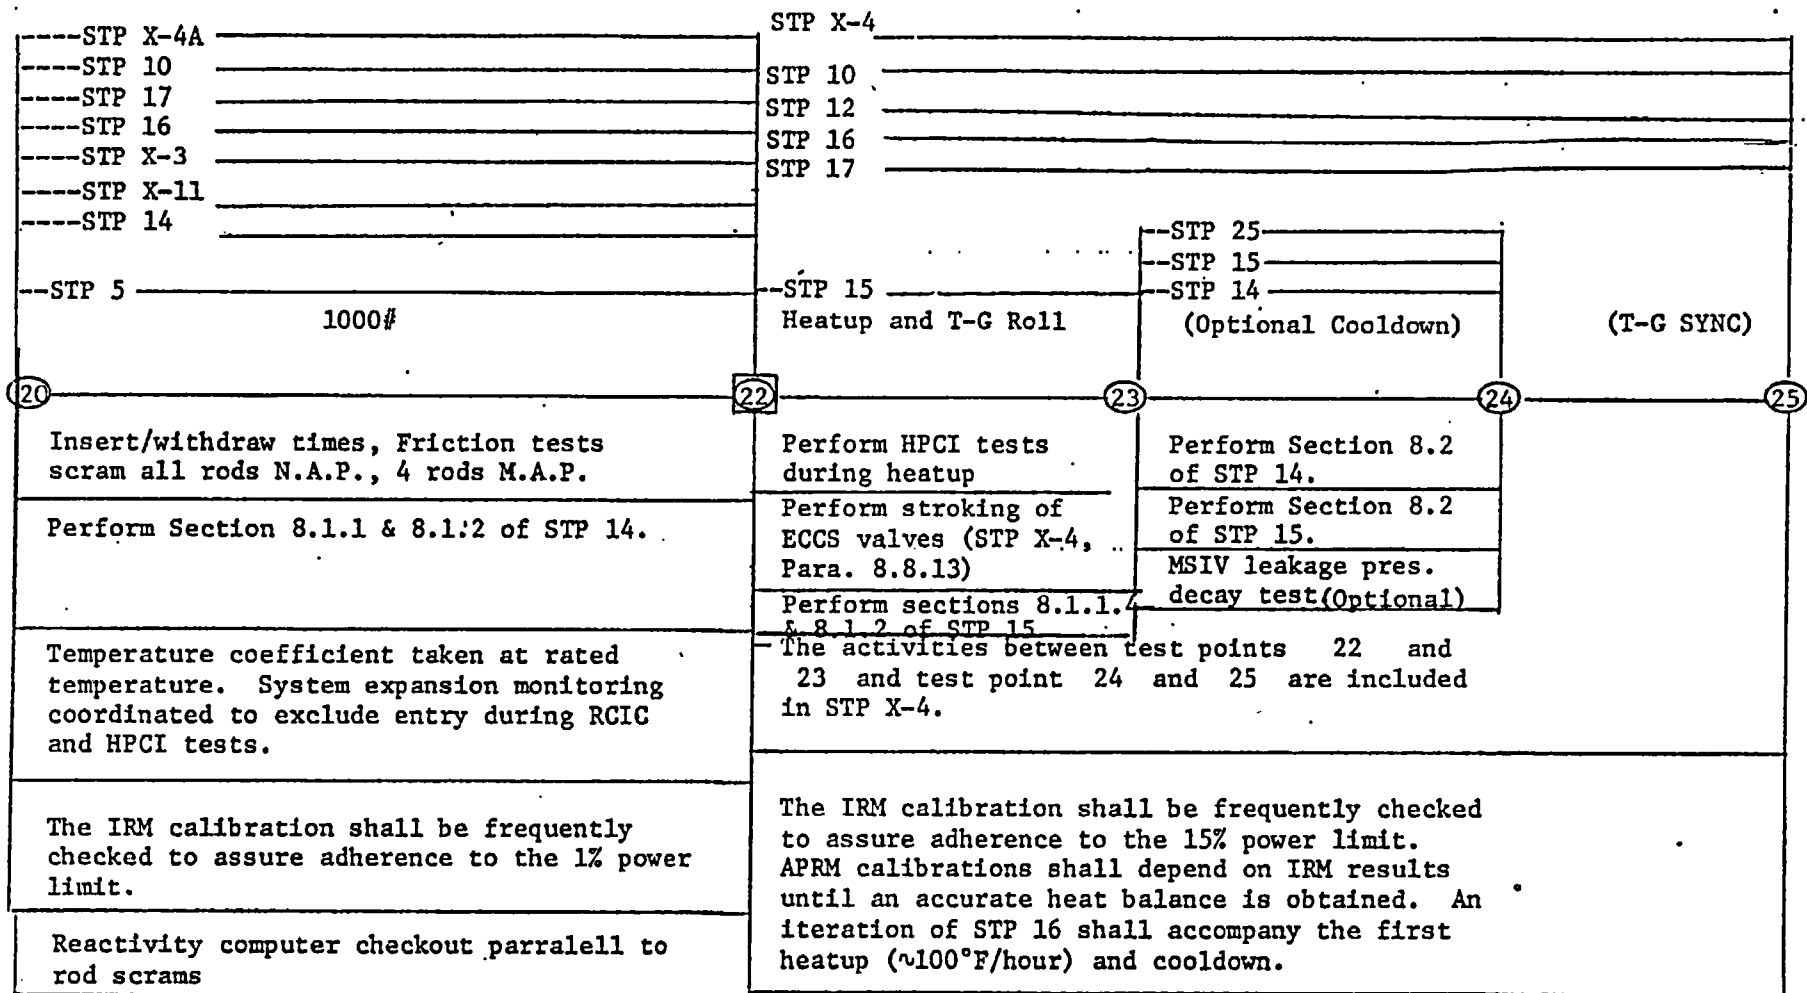 ----STP X-4A
----STP 10
----STP 17
----STP 16
----STP X-3
----STP X-11
----STP 14
--STP 5
1000#
STP X-4
STP 10
STP 12
STP 16
STP 17
--STP 15
Heatup and T-G Roll
--STP 25
--STP 15
--STP 14
(Optional Cooldown)
(T-G SYNC)
20
22
23
24
25
Insert/withdraw times, Friction tests
scram all rods N.A.P., 4 rods M.A.P.
Perform Section 8.1.1 & 8.1.2 of STP 14.
Temperature coefficient taken at rated
temperature. System expansion monitoring
coordinated to exclude entry during RCIC
and HPCI tests.
The IRM calibration shall be frequently
checked to assure adherence to the 1% power
limit.
Reactivity computer checkout parralell to
rod scrams
Perform HPCI tests
during heatup
Perform stroking of
ECCS valves (STP X-4,
Para. 8.8.13)
Perform sections 8.1.1.
& 8.1.2 of STP 15
Perform Section 8.2
of STP 14.
Perform Section 8.2
of STP 15.
MSIV leakage pres.
decay test(Optional)
The activities between test points 22 and
23 and test point 24 and 25 are included
in STP X-4.
The IRM calibration shall be frequently checked
to assure adherence to the 15% power limit.
APRM calibrations shall depend on IRM results
until an accurate heat balance is obtained. An
iteration of STP 16 shall accompany the first
heatup (~100°F/hour) and cooldown.